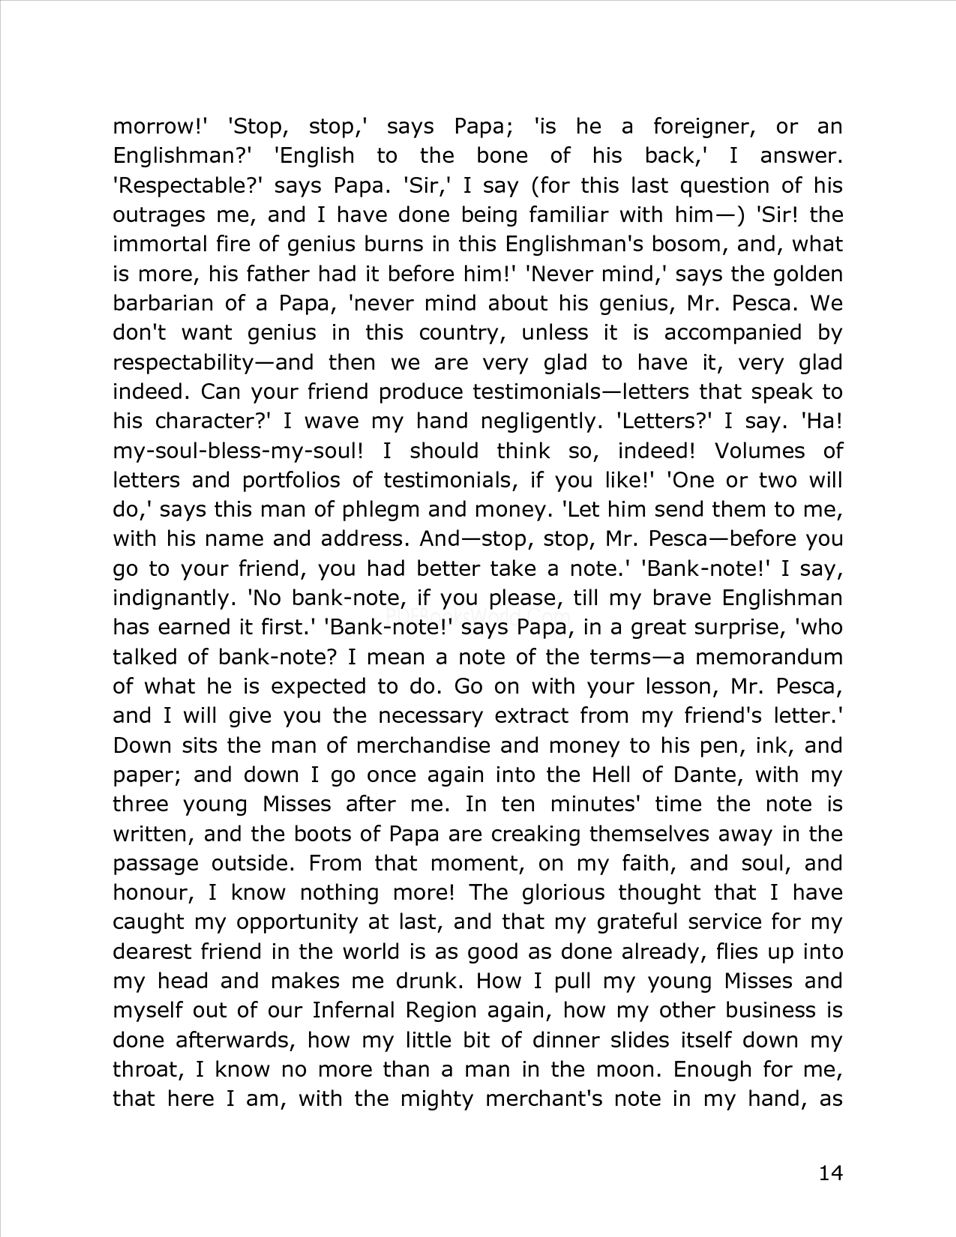 morrow!' 'Stop, stop,' says Papa; 'is he a foreigner, or an
Englishman?' 'English to the bone of his back,' I answer.
'Respectable?' says Papa. 'Sir,' I say (for this last question of his
outrages me, and I have done being familiar with him—) 'Sir! the
immortal fire of genius burns in this Englishman's bosom, and, what
is more, his father had it before him!' 'Never mind,' says the golden
barbarian of a Papa, 'never mind about his genius, Mr. Pesca. We
don't want genius in this country, unless it is accompanied by
respectability—and then we are very glad to have it, very glad
indeed. Can your friend produce testimonials—letters that speak to
his character?' I wave my hand negligently. 'Letters?' I say. 'Ha!
my-soul-bless-my-soul! I should think so, indeed! Volumes of
letters and portfolios of testimonials, if you like!' 'One or two will
do,' says this man of phlegm and money. 'Let him send them to me,
with his name and address. And—stop, stop, Mr. Pesca—before you
go to your friend, you had better take a note.' 'Bank-note!' I say,
indignantly. 'No bank-note, if you please, till my brave Englishman
has earned it first.' 'Bank-note!' says Papa, in a great surprise, 'who
talked of bank-note? I mean a note of the terms—a memorandum
of what he is expected to do. Go on with your lesson, Mr. Pesca,
and I will give you the necessary extract from my friend's letter.'
Down sits the man of merchandise and money to his pen, ink, and
paper; and down I go once again into the Hell of Dante, with my
three young Misses after me. In ten minutes' time the note is
written, and the boots of Papa are creaking themselves away in the
passage outside. From that moment, on my faith, and soul, and
honour, I know nothing more! The glorious thought that I have
caught my opportunity at last, and that my grateful service for my
dearest friend in the world is as good as done already, flies up into
my head and makes me drunk. How I pull my young Misses and
myself out of our Infernal Region again, how my other business is
done afterwards, how my little bit of dinner slides itself down my
throat, I know no more than a man in the moon. Enough for me,
that here I am, with the mighty merchant's note in my hand, as
14